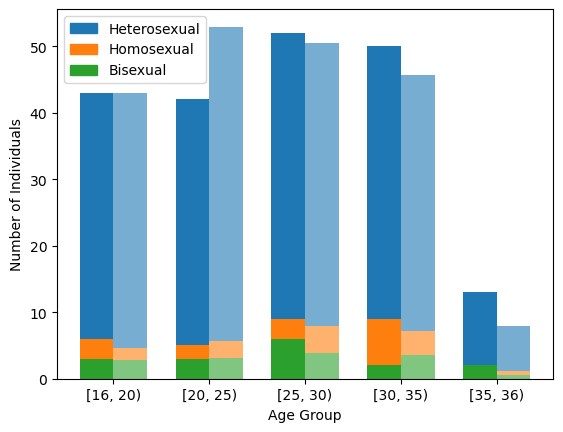 Heterosexual
Homosexual
Bisexual
50
40
30
20
10
0
Number of Individuals
[16, 20)
[20, 25)
[25, 30)
[30, 35)
[35, 36)
Age Group